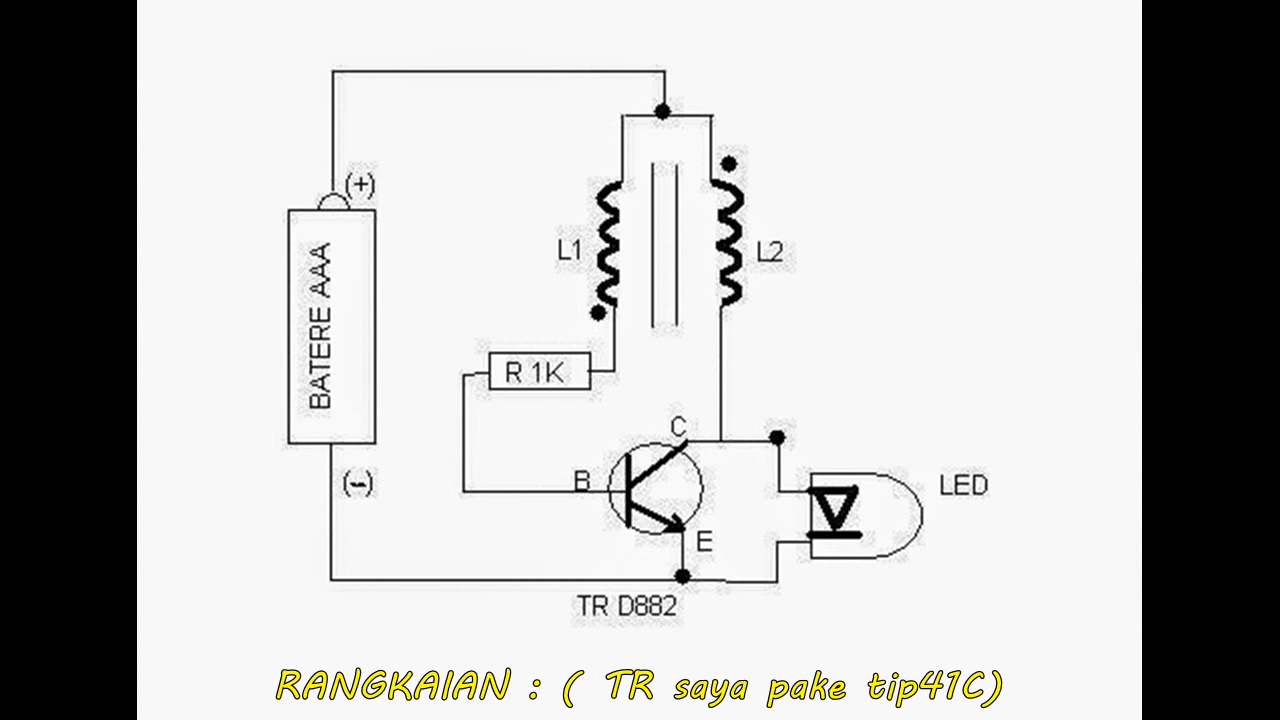 (+)
L1
L2
BATERE AAA
R 1K
C
B
(-)
LED
E
TR D882
RANGKAIAN : ( TR saya pake tip41C)